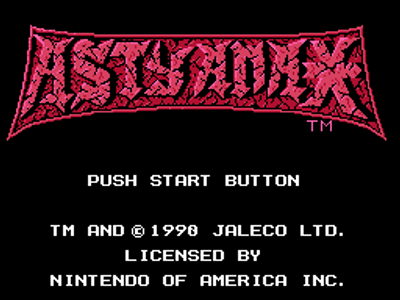 ASTYANAX
TM
PUSH START BUTTON
TM AND © 1990 JALECO LTD.
LICENSED BY
NINTENDO OF AMERICA INC.